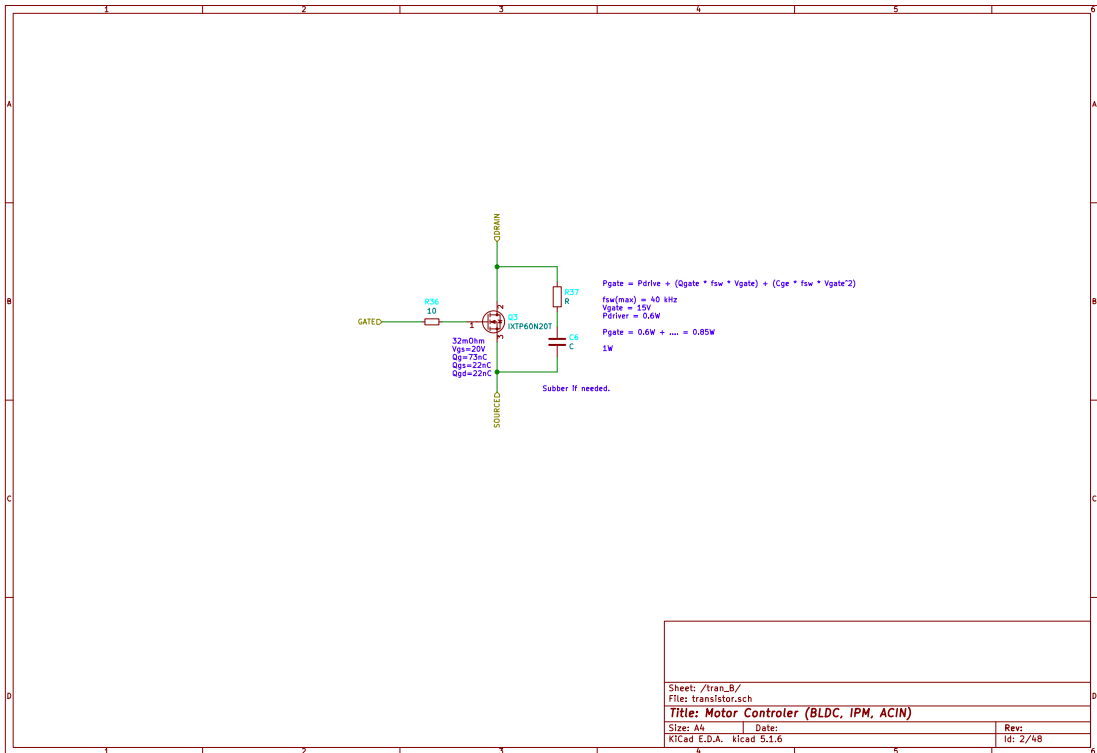 1 2 3 4 5 6
A A
DRAIN
Pgate = Pdrive + (Qgate * fsw * Vgate) + (Cge * fsw * Vgate^2)
R37
R
fsw(max) = 40 kHz
Vgate = 15V
Pdriver = 0.6W
B B
R36
10
GATE
1
2
3
Q3
IXTP60N20T
Pgate = 0.6W + .... = 0.85W
1W
C6
C
32mOhm
Vgs=20V
Qg=73nC
Qgs=22nC
Qgd=22nC
Subber if needed.
SOURCE
C C
D D
Sheet: /tran_B/
File: transistor.sch
Title: Motor Controler (BLDC, IPM, ACIN)
Size: A4 Date: Rev:
KiCad E.D.A. kicad 5.1.6 Id: 2/48
1 2 3 4 5 6